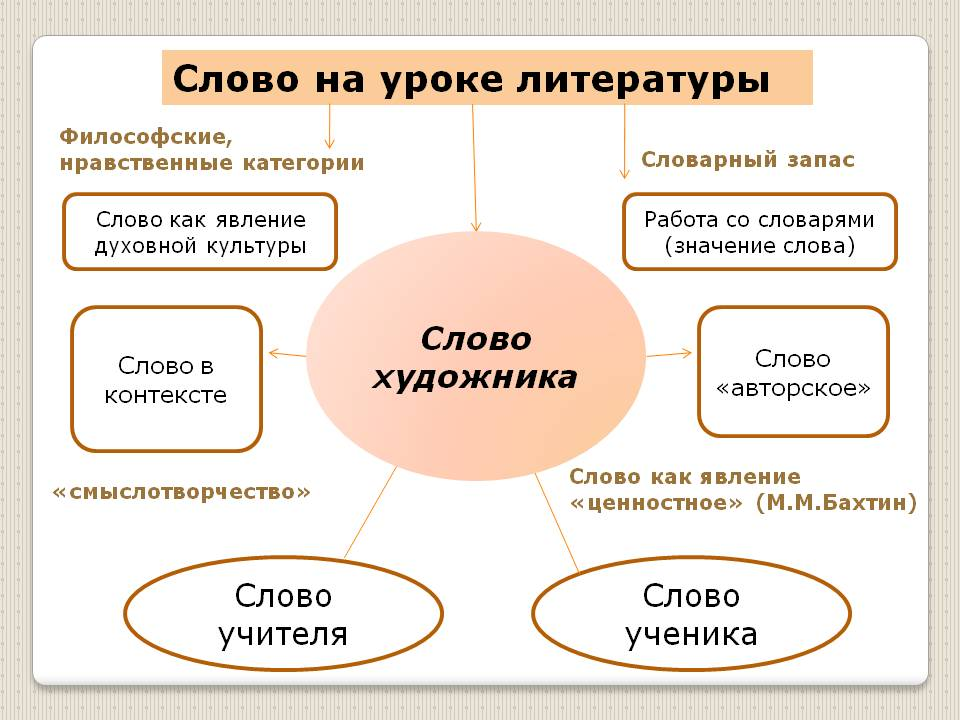 Слово на уроке литературы
Философские,
нравственные категории
Словарный запас
Слово как явление
духовной культуры
Работа со словарями
(значение слова)
Слово
художника
Слово в
контексте
Слово
«авторское»
«смыслотворчество»
Слово как явление
«ценностное» (М.М.Бахтин)
Слово
учителя
Слово
ученика